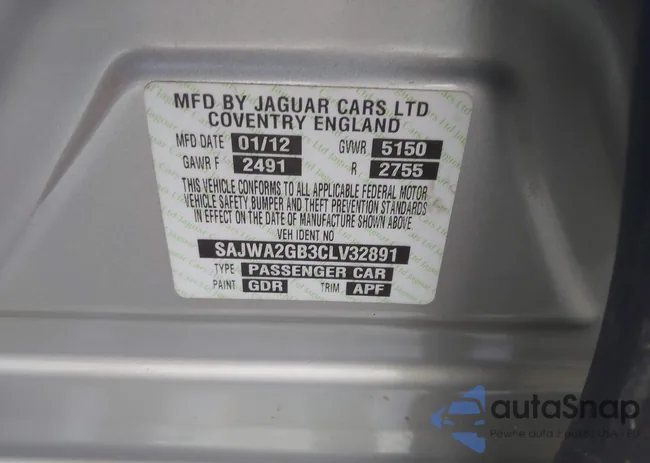 MFD BY JAGUAR CARS LTD
COVENTRY ENGLAND
MFD DATE 01/12 GVWR 5150
GAWR F 2491 R 2755
THIS VEHICLE CONFORMS TO ALL APPLICABLE FEDERAL MOTOR
VEHICLE SAFETY BUMPER AND THEFT PREVENTION STANDARDS
IN EFFECT ON THE DATE OF MANUFACTURE SHOWN ABOVE.
VEH IDENT NO
SAJWA2GB3CLV32891
TYPE PASSENGER CAR
PAINT GDR TRIM APF
autoSnap
Pewne auta z